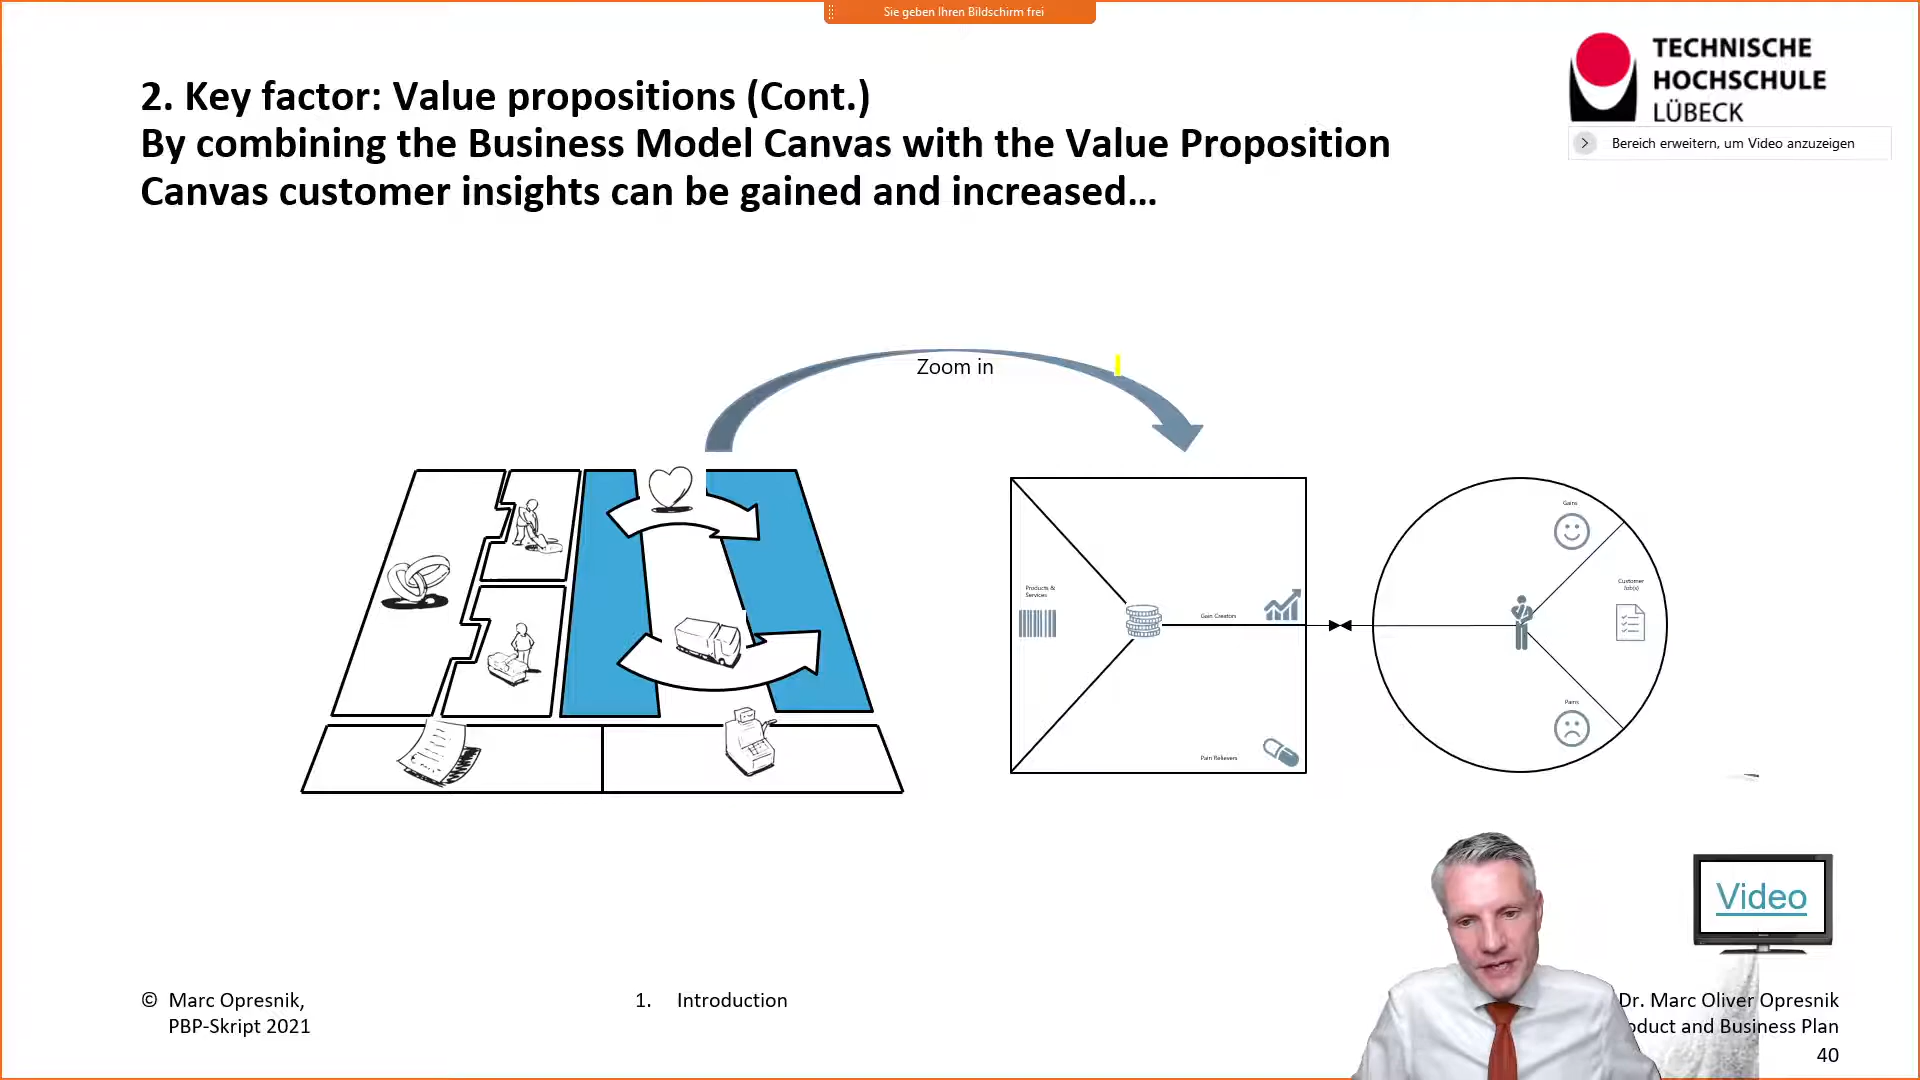 Sie geben Ihren Bildschirm frei
TECHNISCHE
HOCHSCHULE
LÜBECK
Bereich erweitern, um Video anzuzeigen
2. Key factor: Value propositions (Cont.)
By combining the Business Model Canvas with the Value Proposition
Canvas customer insights can be gained and increased...
Zoom in
Products &
Services
Gain Creators
Pain Relievers
Gains
Customer
Job(s)
Pains
Video
© Marc Opresnik,
PBP-Skript 2021
1. Introduction
Dr. Marc Oliver Opresnik
oduct and Business Plan
40